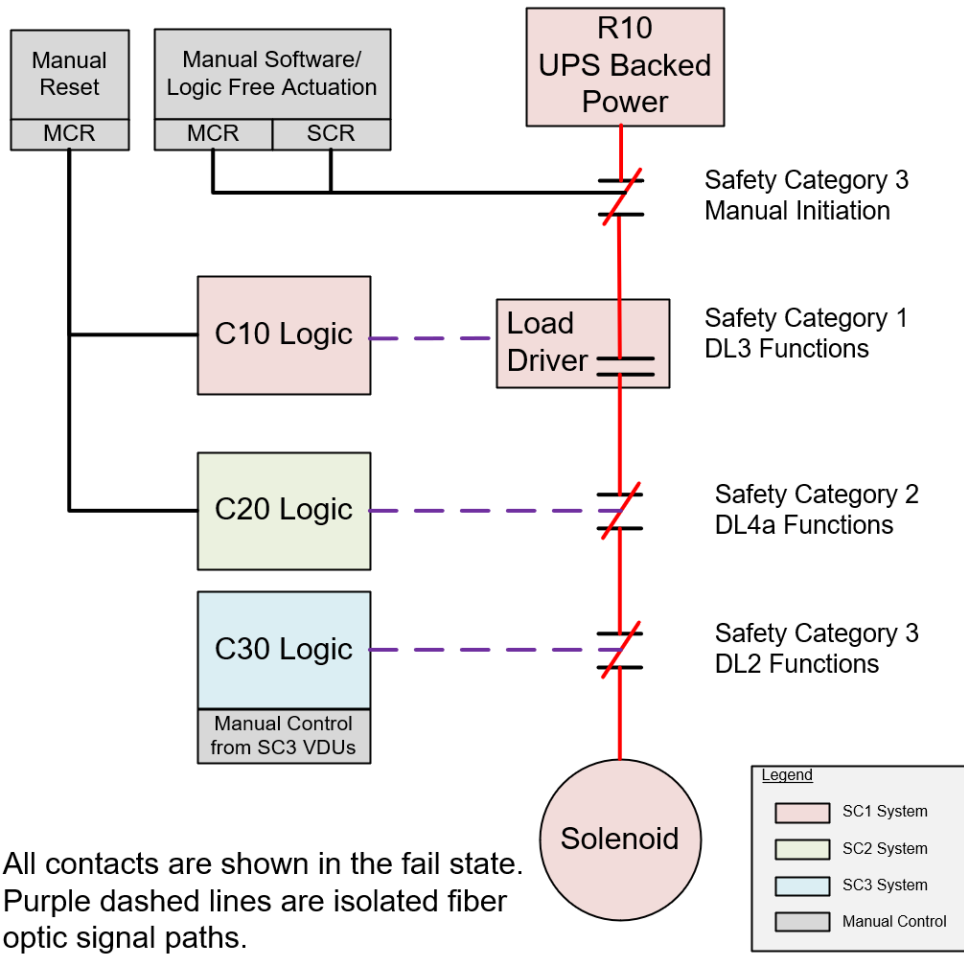 Manual
Reset
MCR
Manual Software/
Logic Free Actuation
MCR
SCR
R10
UPS Backed
Power
Safety Category 3
Manual Initiation
C10 Logic
Load
Driver
Safety Category 1
DL3 Functions
C20 Logic
Safety Category 2
DL4a Functions
C30 Logic
Manual Control
from SC3 VDUs
Safety Category 3
DL2 Functions
Solenoid
All contacts are shown in the fail state.
Purple dashed lines are isolated fiber
optic signal paths.
Legend
SC1 System
SC2 System
SC3 System
Manual Control